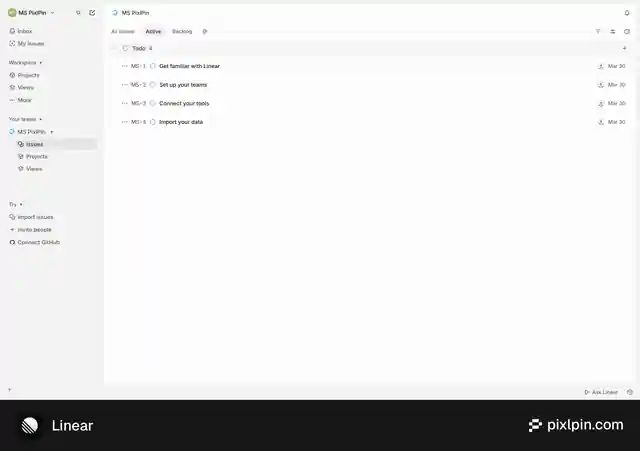 MS PixlPin
Inbox
My issues
Workspace
Projects
Views
More
Your teams
MS PixlPin
Issues
Projects
Views
Try
Import issues
Invite people
Connect GitHub
MS PixlPin
All issues Active Backlog
Todo 4
MS-1 Get familiar with Linear Mar 30
MS-2 Set up your teams Mar 30
MS-3 Connect your tools Mar 30
MS-4 Import your data Mar 30
Ask Linear
Linear
pixlpin.com